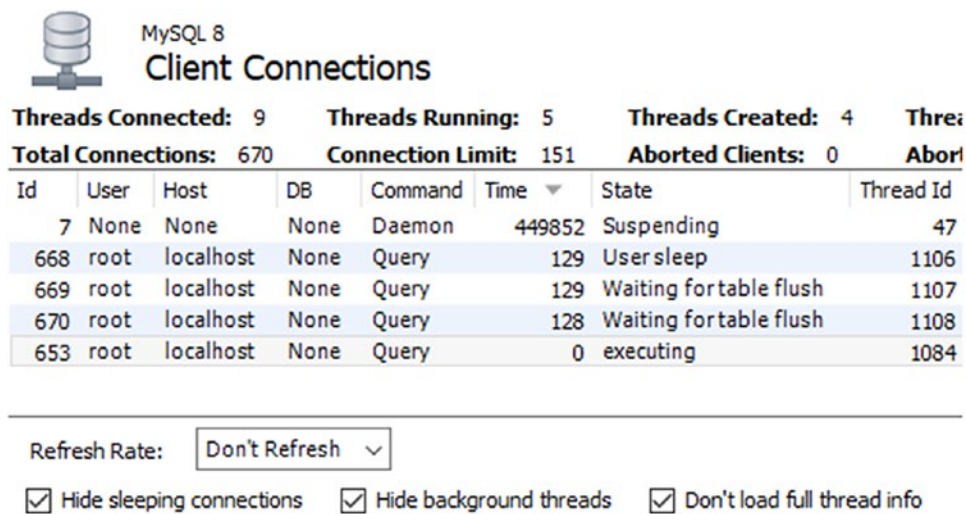 MySQL 8
Client Connections
Threads Connected: 9 Threads Running: 5 Threads Created: 4
Total Connections: 670 Connection Limit: 151 Aborted Clients: 0
Id User Host DB Command Time State Thread Id
7 None None None Daemon 449852 Suspending 47
668 root localhost None Query 129 User sleep 1106
669 root localhost None Query 129 Waiting for table flush 1107
670 root localhost None Query 128 Waiting for table flush 1108
653 root localhost None Query 0 executing 1084
Refresh Rate: Don't Refresh
Hide sleeping connections Hide background threads Don't load full thread info